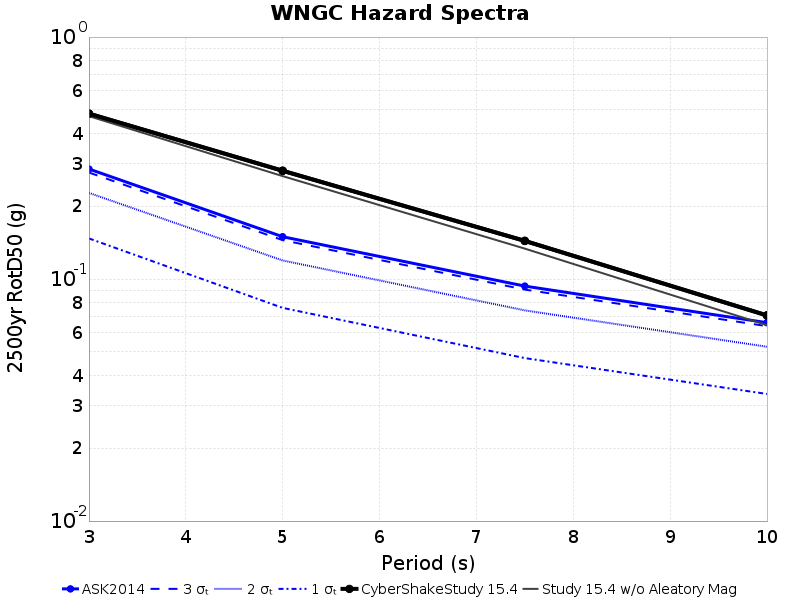 WNGC Hazard Spectra
10^0
8
6
4
3
2
10^-1
8
6
4
3
2
10^-2
2500yr RotD50 (g)
3 4 5 6 7 8 9 10
Period (s)
ASK2014 3 σₜ 2 σₜ 1 σₜ CyberShakeStudy 15.4 Study 15.4 w/o Aleatory Mag